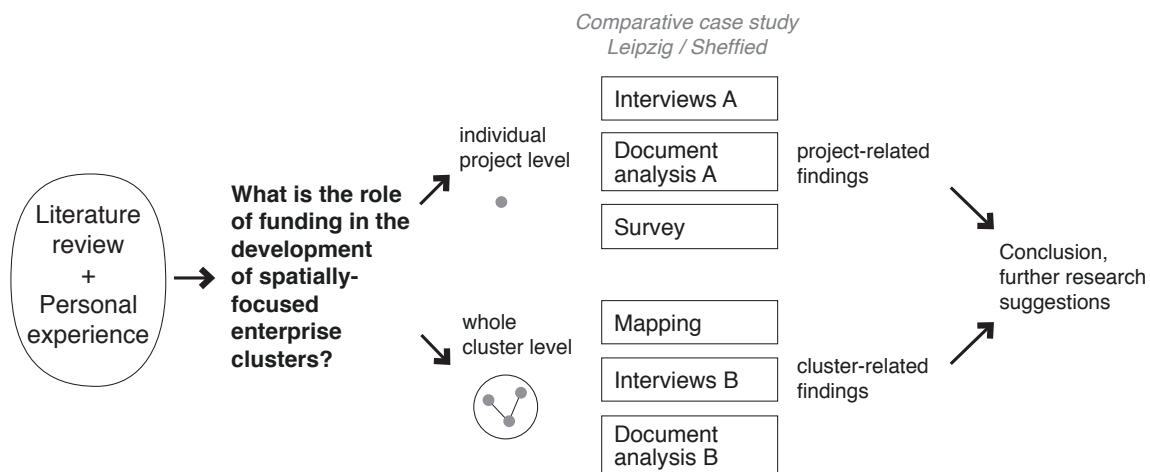 Comparative case study
Leipzig / Sheffied
Literature
review
+
Personal
experience
What is the role
of funding in the
development
of spatially-
focused
enterprise
clusters?
individual
project level
Interviews A
Document
analysis A
Survey
project-related
findings
whole
cluster level
Mapping
Interviews B
Document
analysis B
cluster-related
findings
Conclusion,
further research
suggestions